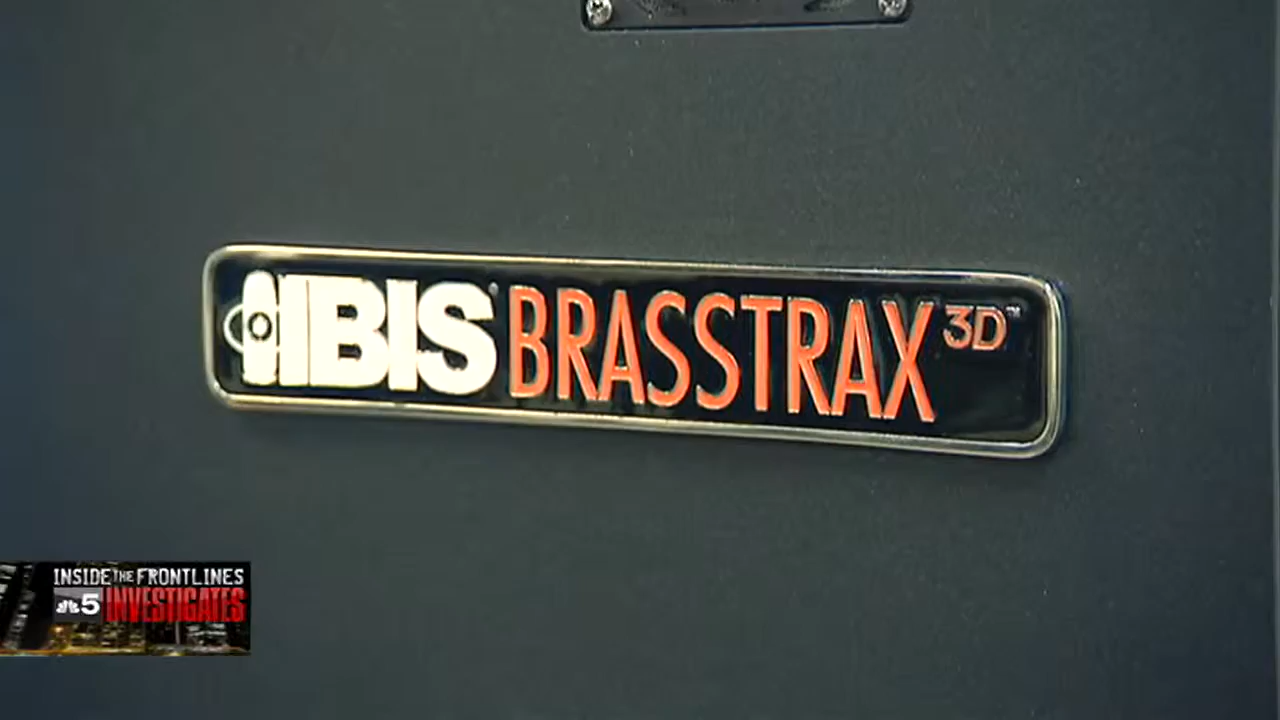 IBIS BRASSTRAX 3D™
INSIDE THE FRONTLINES
5 INVESTIGATES